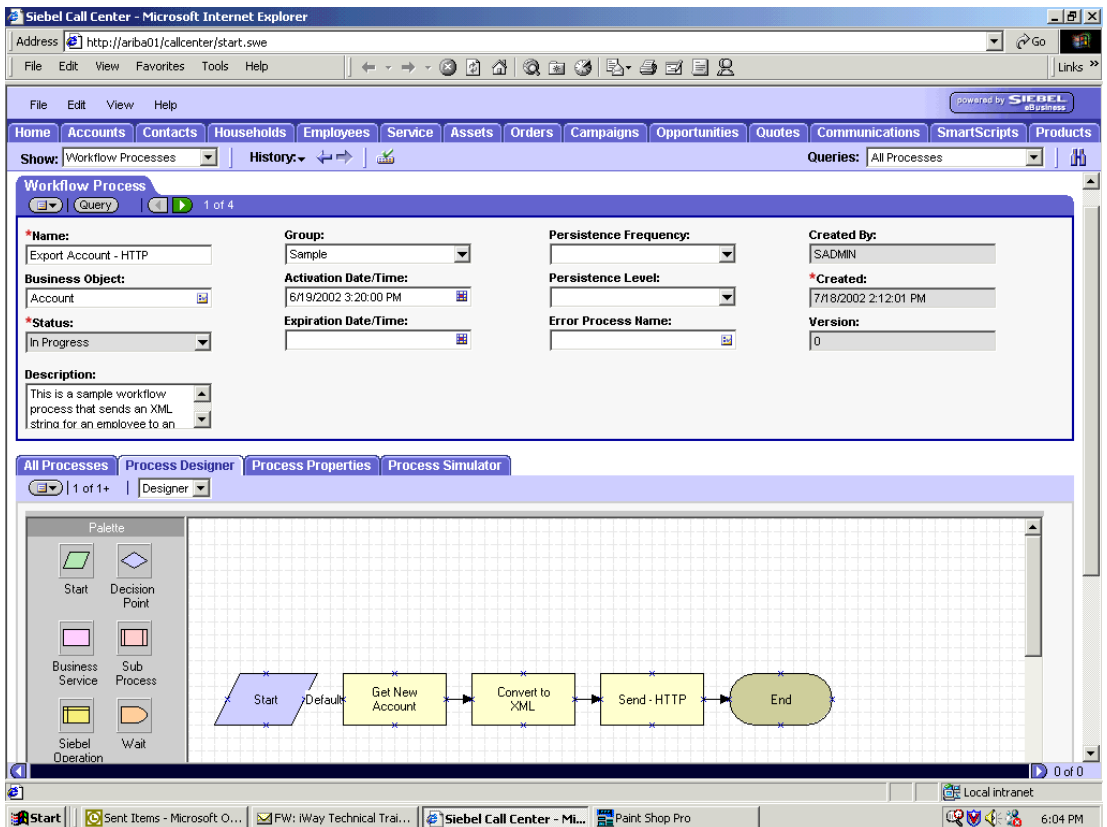 Siebel Call Center - Microsoft Internet Explorer
Address http://ariba01/callcenter/start.swe Go
File Edit View Favorites Tools Help Links »
File Edit View Help powered by SIEBEL eBusiness
Home Accounts Contacts Households Employees Service Assets Orders Campaigns Opportunities Quotes Communications SmartScripts Products
Show: Workflow Processes History: Queries: All Processes
Workflow Process
Query 1 of 4
*Name: Group: Persistence Frequency: Created By:
Export Account - HTTP Sample SADMIN
Business Object: Activation Date/Time: Persistence Level: *Created:
Account 6/19/2002 3:20:00 PM 7/18/2002 2:12:01 PM
*Status: Expiration Date/Time: Error Process Name: Version:
In Progress 0
Description:
This is a sample workflow
process that sends an XML
string for an employee to an
All Processes Process Designer Process Properties Process Simulator
1 of 1+ Designer
Palette
Start Decision
Point
Business Sub
Service Process
Siebel Wait
Operation
Start Default Get New
Account Convert to
XML Send - HTTP End
0 of 0
Local intranet
Start Sent Items - Microsoft O... FW: iWay Technical Trai... Siebel Call Center - Mi... Paint Shop Pro 6:04 PM